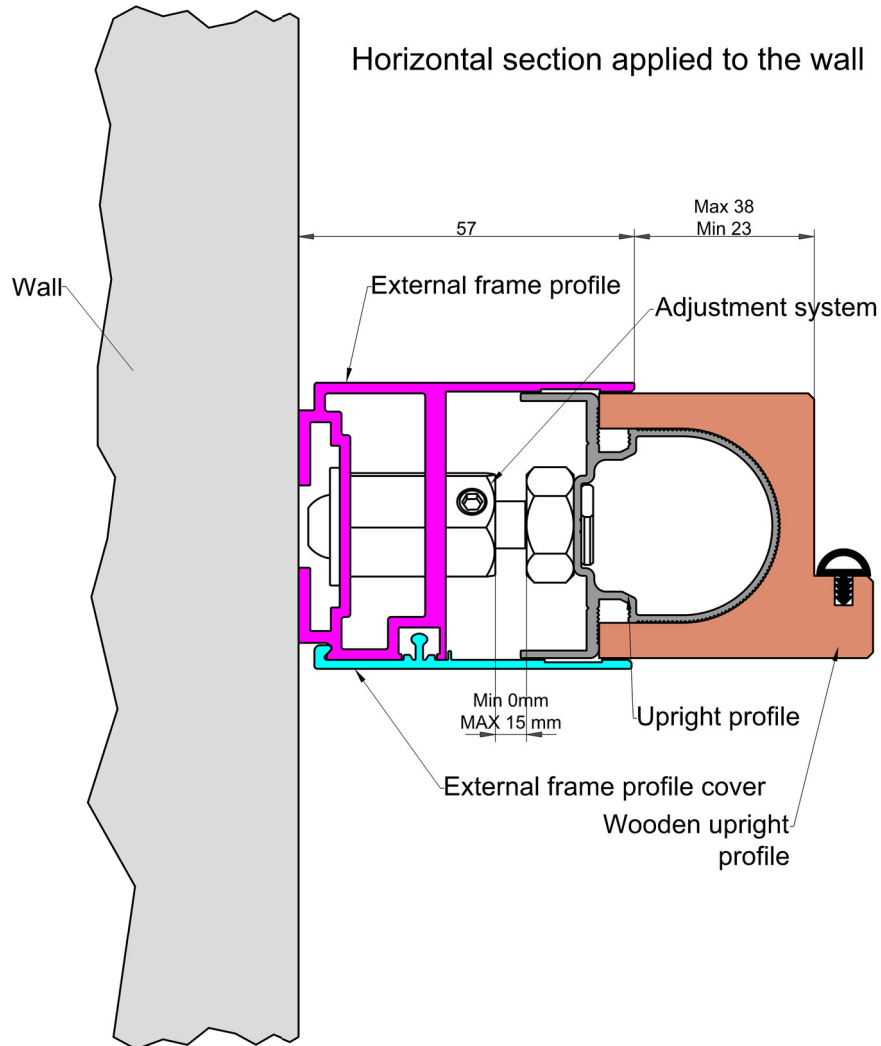 Horizontal section applied to the wall
Max 38
57
Min 23
Wall
External frame profile
Adjustment system
Min 0mm
MAX 15 mm
Upright profile
External frame profile cover
Wooden upright
profile